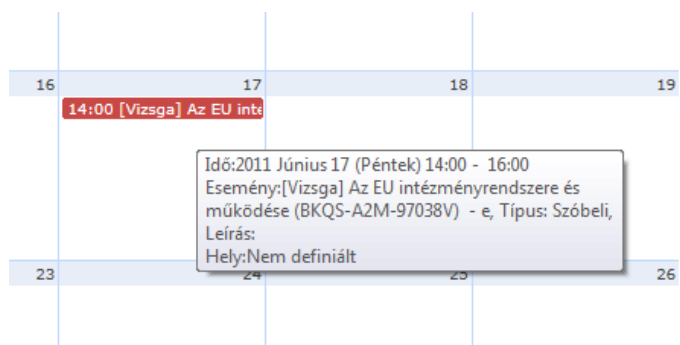 16 17 18 19
14:00 [Vizsga] Az EU inté
Idő:2011 Június 17 (Péntek) 14:00 - 16:00
Esemény:[Vizsga] Az EU intézményrendszere és
működése (BKQS-A2M-97038V) - e, Típus: Szóbeli,
Leírás:
Hely:Nem definiált
23 24 25 26